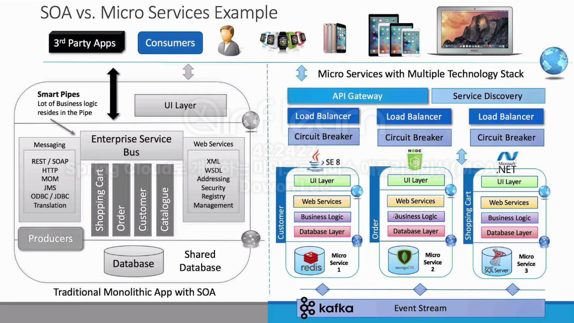 SOA vs. Micro Services Example
3rd Party Apps
Consumers
Smart Pipes
Lot of Business logic
resides in the Pipe
UI Layer
Messaging
REST / SOAP
HTTP
MOM
JMS
ODBC / JDBC
Translation
Enterprise Service
Bus
Shopping Cart
Order
Customer
Catalogue
Web Services
XML
WSDL
Addressing
Security
Registry
Management
Producers
Database
Shared
Database
Traditional Monolithic App with SOA
Micro Services with Multiple Technology Stack
API Gateway
Service Discovery
Load Balancer
Circuit Breaker
Load Balancer
Circuit Breaker
Load Balancer
Circuit Breaker
SE 8
UI Layer
Web Services
Business Logic
Database Layer
Customer
redis
Micro
Service
1
NODE
UI Layer
Web Services
Business Logic
Database Layer
Order
mongoDB
Micro
Service
2
Microsoft
.NET
UI Layer
Web Services
Business Logic
Database Layer
Shopping Cart
SQL Server
Micro
Service
3
kafka
Event Stream